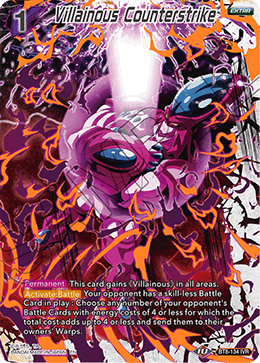 1
Villainous Counterstrike
EXTRA
Permanent This card gains {Villainous} in all areas.
Activate:Battle Your opponent has a skill-less Battle
Card in play : Choose any number of your opponent's
Battle Cards with energy costs of 4 or less for which the
total cost adds up to 4 or less and send them to their
owners' Warps.
BT8-134 IVR